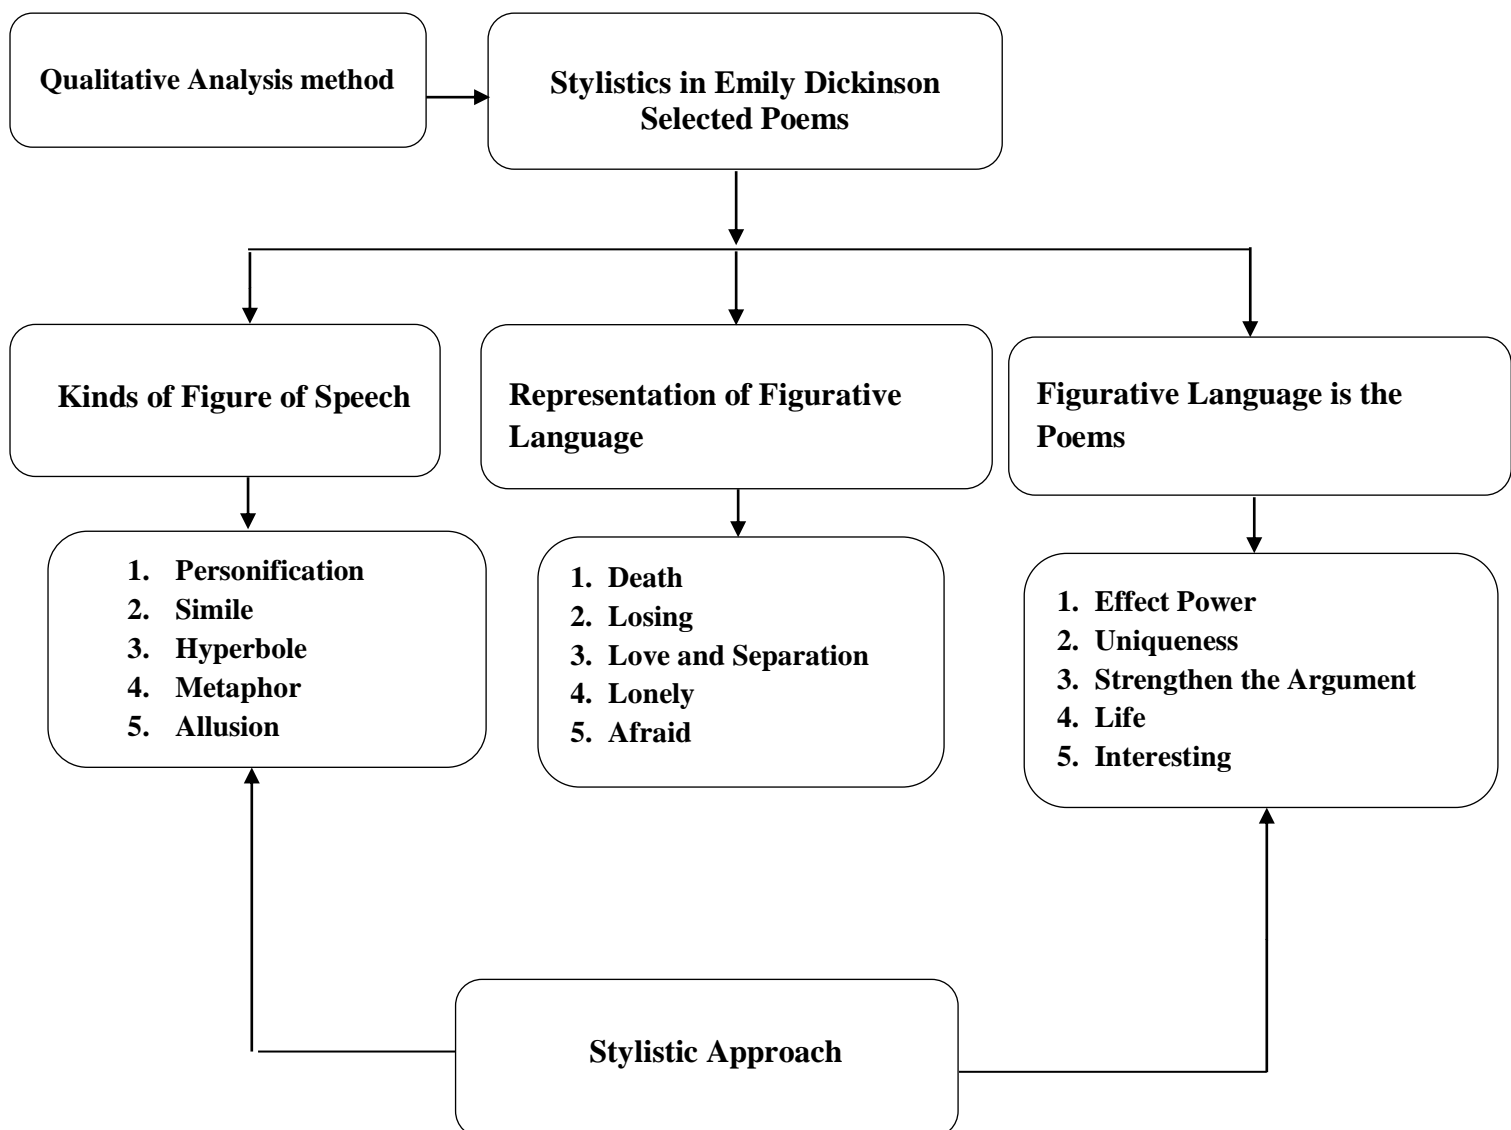 Qualitative Analysis method
Stylistics in Emily Dickinson
Selected Poems
Kinds of Figure of Speech
Representation of Figurative
Language
Figurative Language is the
Poems
1. Personification
2. Simile
3. Hyperbole
4. Metaphor
5. Allusion
1. Death
2. Losing
3. Love and Separation
4. Lonely
5. Afraid
1. Effect Power
2. Uniqueness
3. Strengthen the Argument
4. Life
5. Interesting
Stylistic Approach